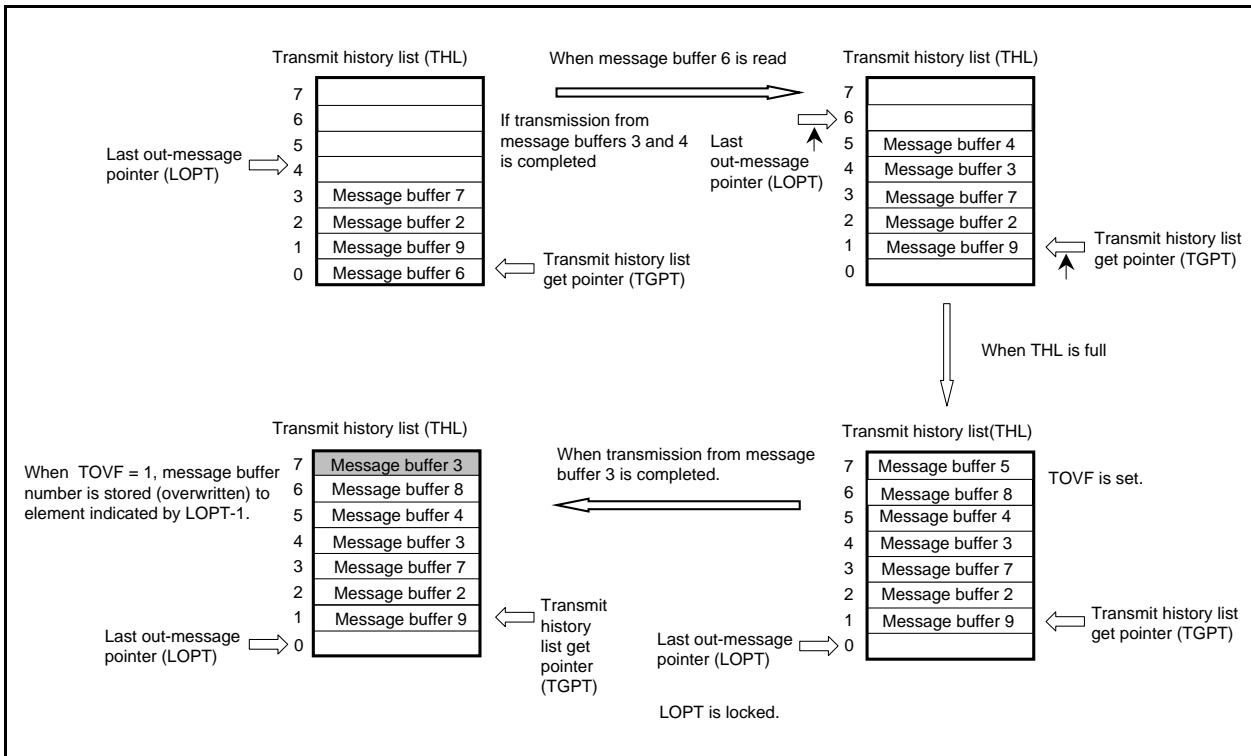 Transmit history list (THL)
7
6
5
4
3 Message buffer 7
2 Message buffer 2
1 Message buffer 9
0 Message buffer 6
Last out-message
pointer (LOPT)
Transmit history list
get pointer (TGPT)
When message buffer 6 is read
If transmission from
message buffers 3 and 4
is completed
Transmit history list (THL)
7
6
5 Message buffer 4
4 Message buffer 3
3 Message buffer 7
2 Message buffer 2
1 Message buffer 9
0
Last
out-message
pointer (LOPT)
Transmit history list
get pointer (TGPT)
When THL is full
Transmit history list(THL)
7 Message buffer 5
6 Message buffer 8
5 Message buffer 4
4 Message buffer 3
3 Message buffer 7
2 Message buffer 2
1 Message buffer 9
0
TOVF is set.
Transmit history list
get pointer (TGPT)
Last out-message
pointer (LOPT)
LOPT is locked.
When transmission from message
buffer 3 is completed.
Transmit history list (THL)
7 Message buffer 3
6 Message buffer 8
5 Message buffer 4
4 Message buffer 3
3 Message buffer 7
2 Message buffer 2
1 Message buffer 9
0
When TOVF = 1, message buffer
number is stored (overwritten) to
element indicated by LOPT-1.
Last out-message
pointer (LOPT)
Transmit
history
list get
pointer
(TGPT)